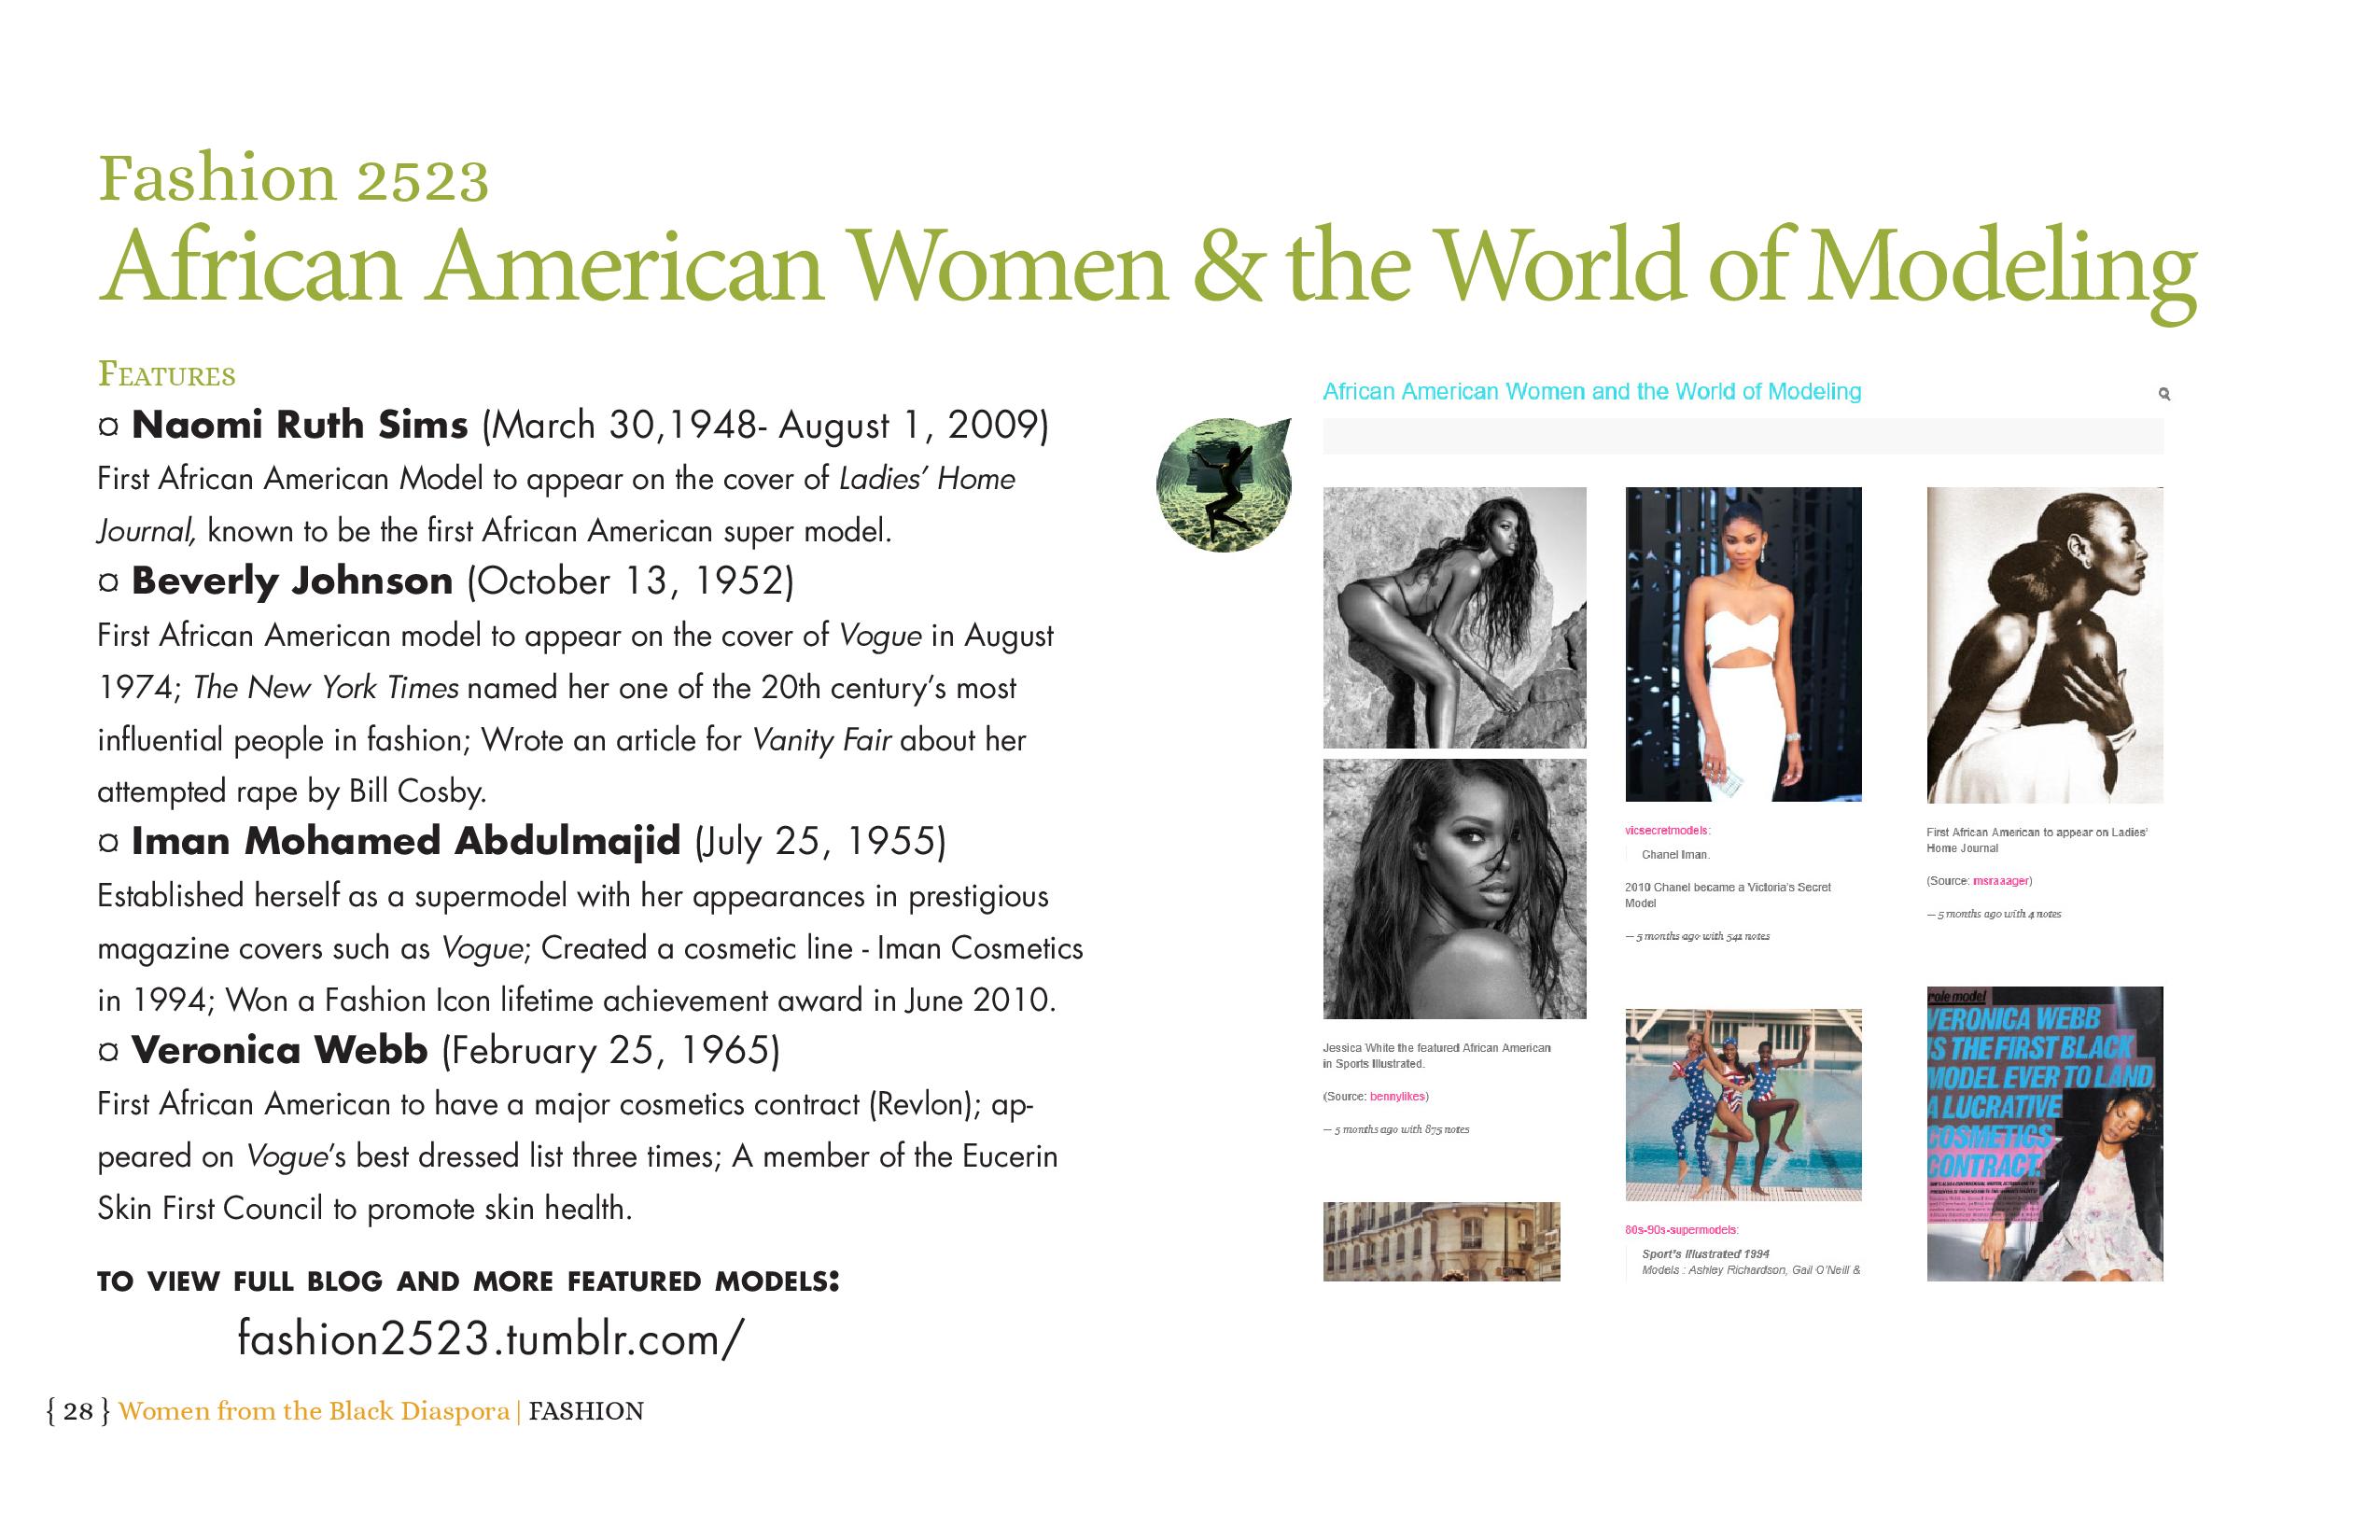 Fashion 2523
African American Women & the World of Modeling
Features
¤ Naomi Ruth Sims (March 30,1948- August 1, 2009)
First African American Model to appear on the cover of Ladies’ Home
Journal, known to be the first African American super model.
¤ Beverly Johnson (October 13, 1952)
First African American model to appear on the cover of Vogue in August
1974; The New York Times named her one of the 20th century’s most
influential people in fashion; Wrote an article for Vanity Fair about her
attempted rape by Bill Cosby.
¤ Iman Mohamed Abdulmajid (July 25, 1955)
Established herself as a supermodel with her appearances in prestigious
magazine covers such as Vogue; Created a cosmetic line - Iman Cosmetics
in 1994; Won a Fashion Icon lifetime achievement award in June 2010.
¤ Veronica Webb (February 25, 1965)
First African American to have a major cosmetics contract (Revlon); ap-
peared on Vogue’s best dressed list three times; A member of the Eucerin
Skin First Council to promote skin health.
to view full blog and more featured models:
fashion2523.tumblr.com/
African American Women and the World of Modeling
Jessica White the featured African American
in Sports Illustrated.
(Source: bennylikes)
— 5 months ago with 875 notes
vicsecretmodels:
Chanel Iman.
2010 Chanel became a Victoria's Secret
Model
— 5 months ago with 541 notes
80s-90s-supermodels:
Sport's Illustrated 1994
Models : Ashley Richardson, Gail O'Neill &
First African American to appear on Ladies'
Home Journal
(Source: msraaager)
— 5 months ago with 4 notes
role model
VERONICA WEBB
IS THE FIRST BLACK
MODEL EVER TO LAND
A LUCRATIVE
COSMETICS
CONTRACT.
{ 28 } Women from the Black Diaspora | FASHION